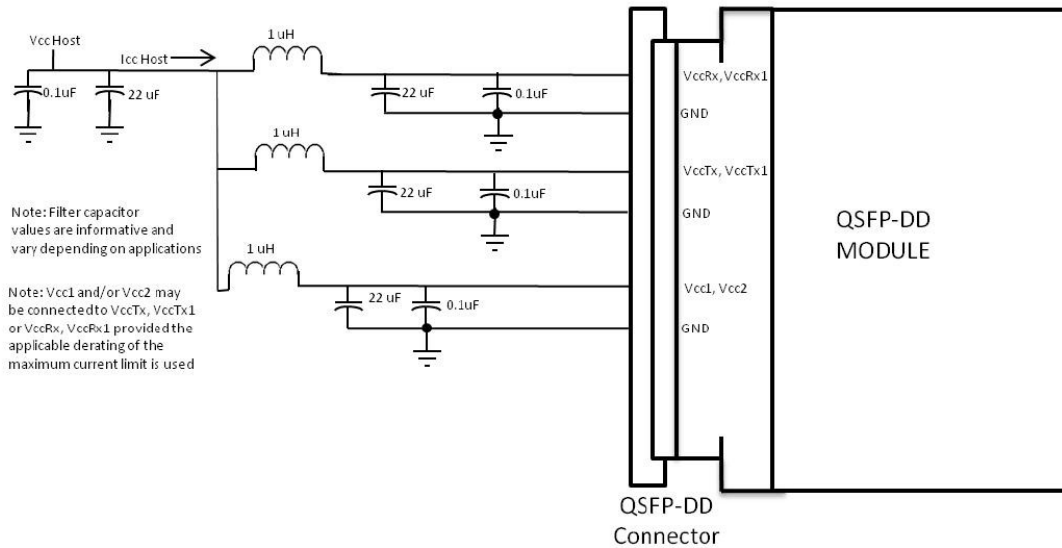 Vcc Host
Icc Host
0.1uF
22 uF
1 uH
22 uF
0.1uF
VccRx, VccRx1
GND
1 uH
22 uF
0.1uF
VccTx, VccTx1
GND
Note: Filter capacitor
values are informative and
vary depending on applications
1 uH
22 uF
0.1uF
Vcc1, Vcc2
GND
Note: Vcc1 and/or Vcc2 may
be connected to VccTx, VccTx1
or VccRx, VccRx1 provided the
applicable derating of the
maximum current limit is used
QSFP-DD
MODULE
QSFP-DD
Connector